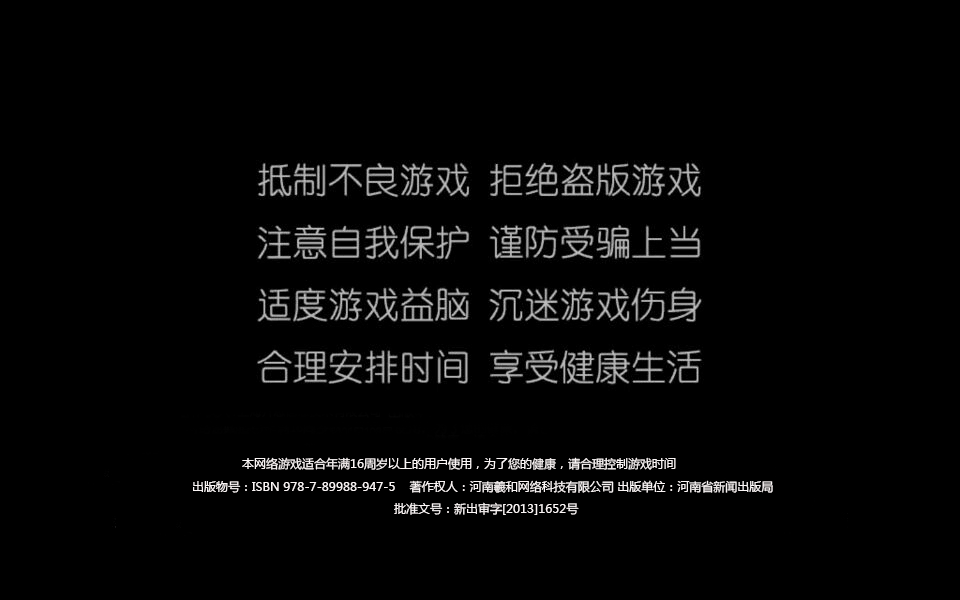 抵制不良游戏 拒绝盗版游戏
注意自我保护 谨防受骗上当
适度游戏益脑 沉迷游戏伤身
合理安排时间 享受健康生活
本网络游戏适合年满16周岁以上的用户使用，为了您的健康，请合理控制游戏时间
出版物号：ISBN 978-7-89988-947-5 著作权人：河南羲和网络科技有限公司 出版单位：河南省新闻出版局
批准文号：新出审字[2013]1652号